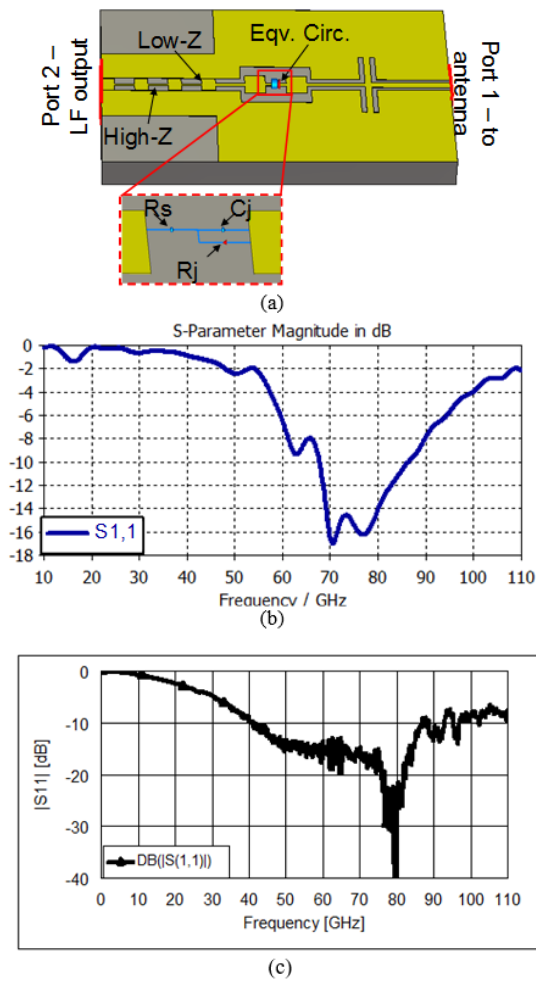 (a)
Low-Z
Eqv. Circ.
Port 2 –
LF output
Port 1 – to
antenna
High-Z
Rs
Cj
Rj
(a)
S-Parameter Magnitude in dB
0
-2
-4
-6
-8
-10
-12
-14
-16
-18
S1,1
10 20 30 40 50 60 70 80 90 100 110
Frequency / GHz
(b)
|S11| [dB]
0
-10
-20
-30
-40
DB(|S(1,1)|)
0 10 20 30 40 50 60 70 80 90 100 110
Frequency [GHz]
(c)